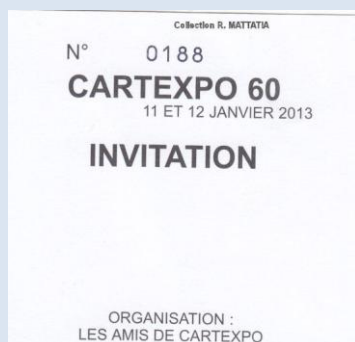 Collection R. MATTATIA
N° 0188
CARTEXPO 60
11 ET 12 JANVIER 2013
INVITATION
ORGANISATION :
LES AMIS DE CARTEXPO